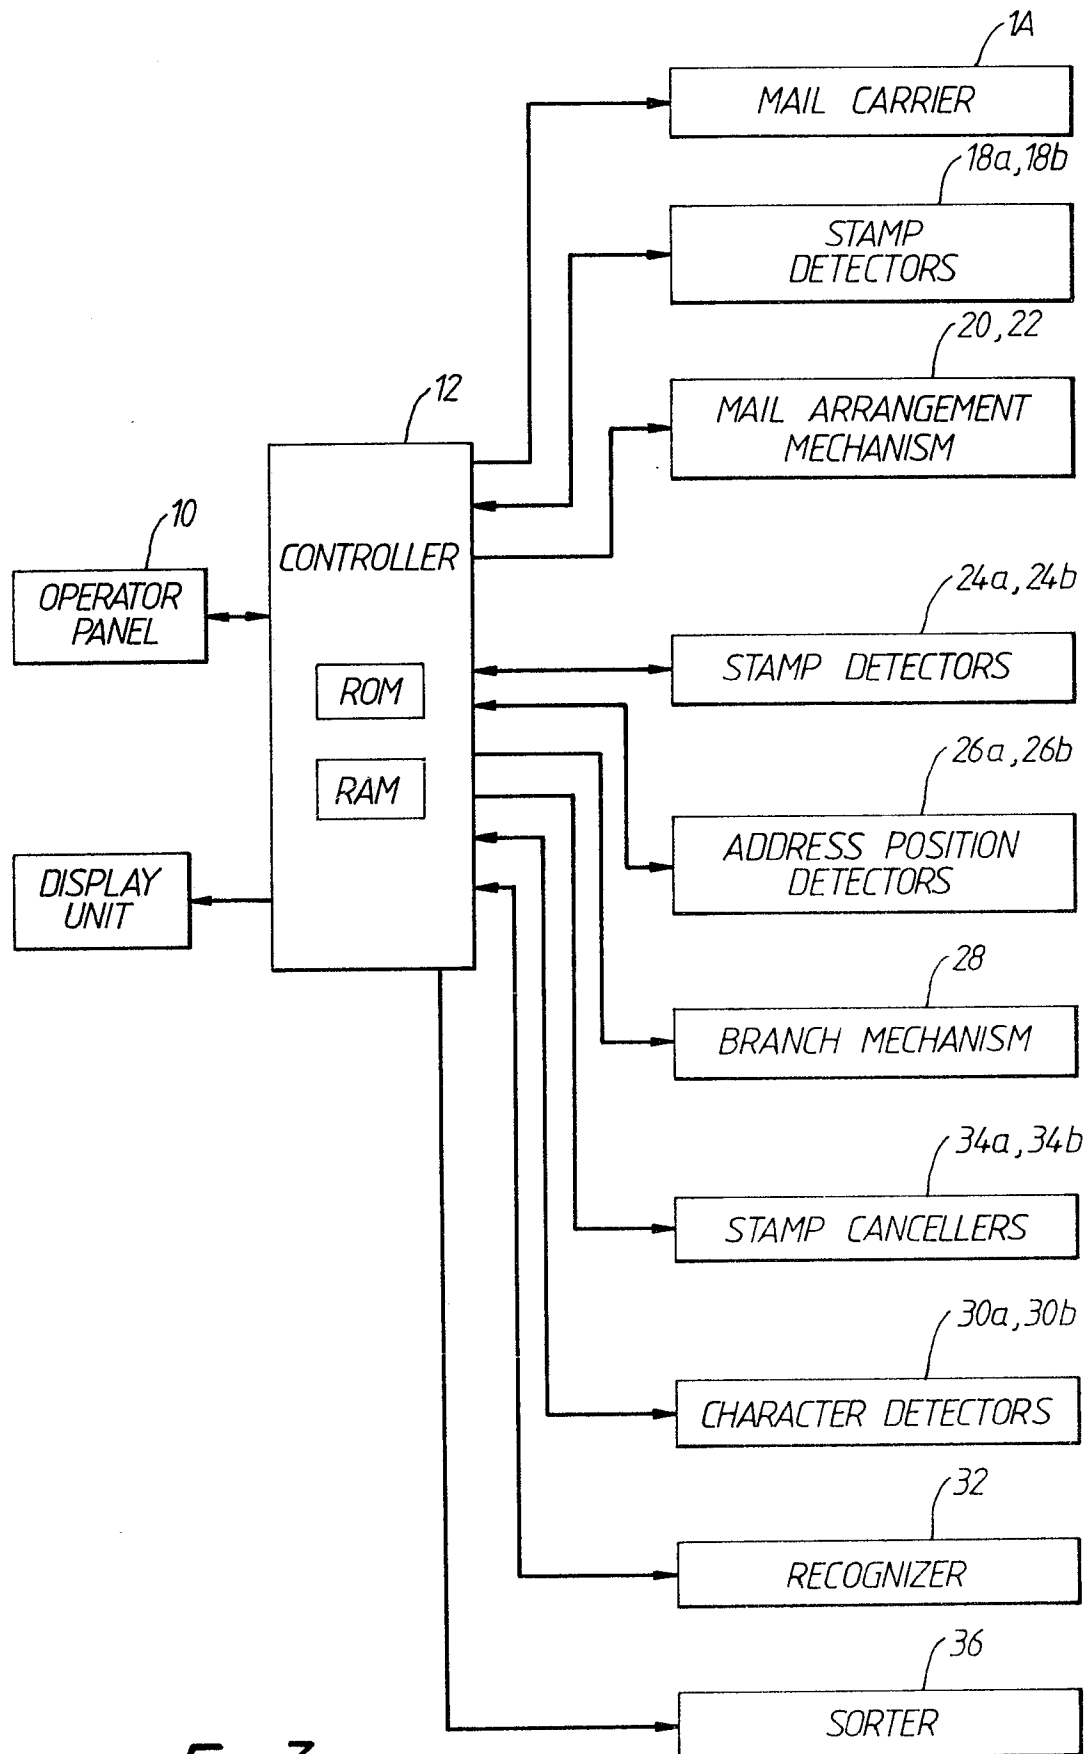 1A
MAIL CARRIER
18a, 18b
STAMP
DETECTORS
20, 22
MAIL ARRANGEMENT
MECHANISM
12
CONTROLLER
ROM
RAM
10
OPERATOR
PANEL
DISPLAY
UNIT
24a, 24b
STAMP DETECTORS
26a, 26b
ADDRESS POSITION
DETECTORS
28
BRANCH MECHANISM
34a, 34b
STAMP CANCELLERS
30a, 30b
CHARACTER DETECTORS
32
RECOGNIZER
36
SORTER